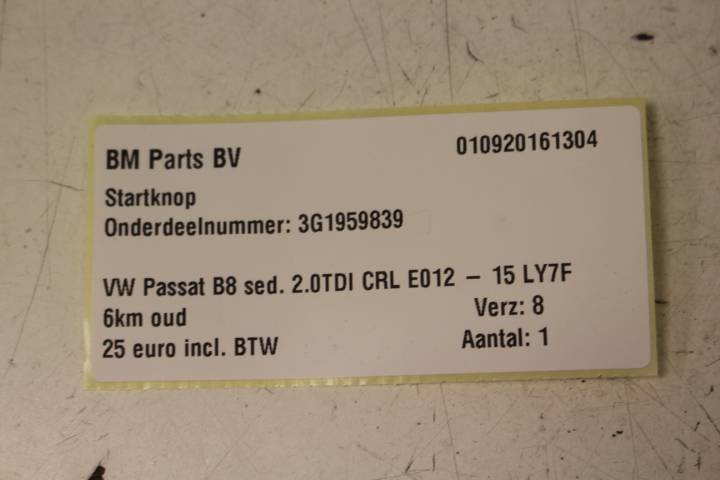 BM Parts BV 010920161304
Startknop
Onderdeelnummer: 3G1959839
VW Passat B8 sed. 2.0TDI CRL E012 – 15 LY7F
6km oud Verz: 8
25 euro incl. BTW Aantal: 1